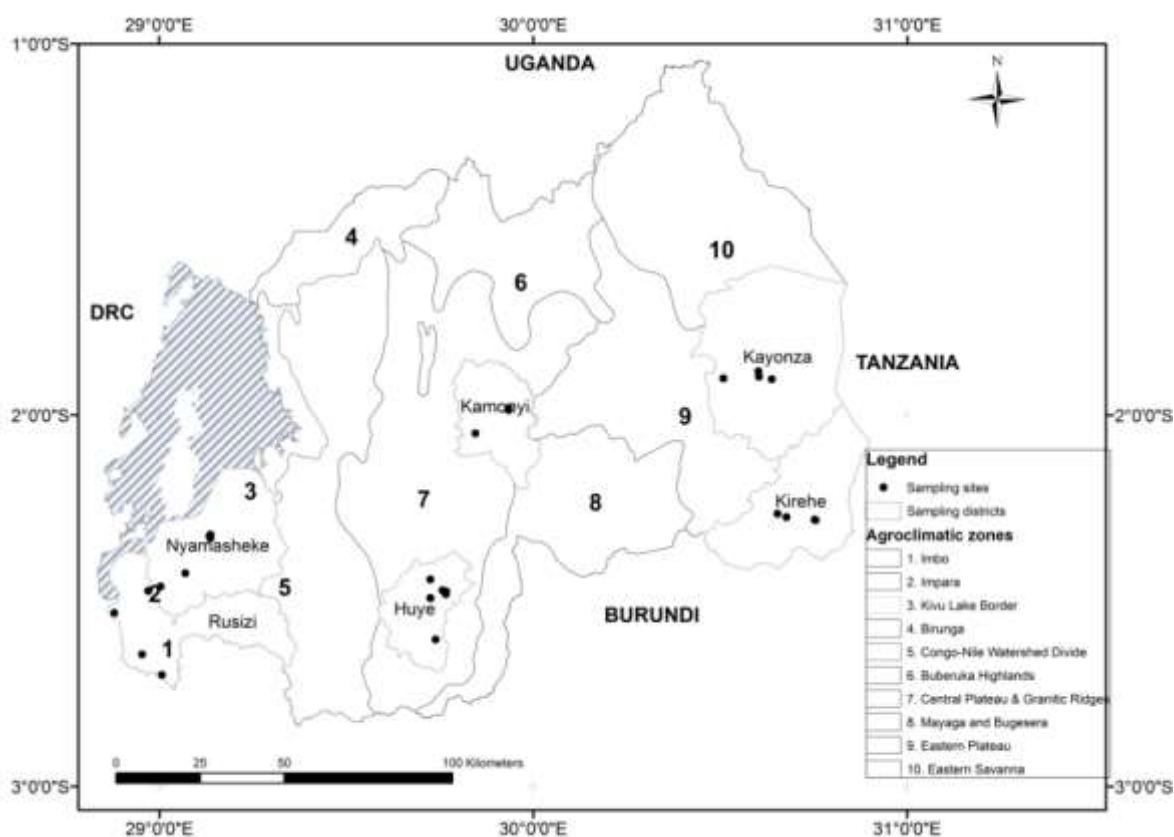 29°0'0"E 30°0'0"E 31°0'0"E
1°0'0"S 1°0'0"S
UGANDA
N
4
10
6
DRC
Kayonza
TANZANIA
Kamonyi
2°0'0"S 2°0'0"S
9
Legend
Sampling sites
Sampling districts
Agroclimatic zones
1. Imbo
2. Impara
3. Kivu Lake Border
4. Birunga
5. Congo-Nile Watershed Divide
6. Buberuka Highlands
7. Central Plateau & Granitic Ridges
8. Mayaga and Bugesera
9. Eastern Plateau
10. Eastern Savanna
3
7
8
Kirehe
Nyamasheke
5
2
Huye
Rusizi
BURUNDI
1
0 25 50 100 Kilometers
3°0'0"S 3°0'0"S
29°0'0"E 30°0'0"E 31°0'0"E